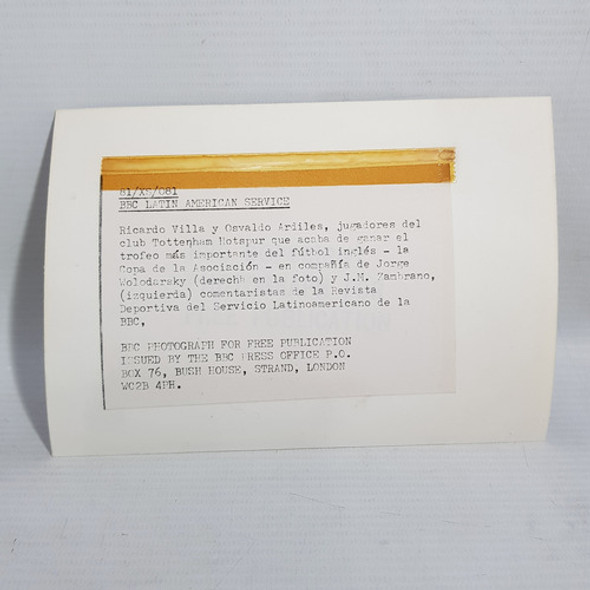 81/XS/081
BBC LATIN AMERICAN SERVICE
Ricardo Villa y Osvaldo Ardiles, jugadores del
club Tottenham Hotspur que acaba de ganar el
trofeo más importante del fútbol inglés - la
Copa de la Asociación - en compañía de Jorge
Wolodarsky (derecha en la foto) y J.M. Zambrano,
(izquierda) comentaristas de la Revista
Deportiva del Servicio Latinoamericano de la
BBC,
BBC PHOTOGRAPH FOR FREE PUBLICATION
ISSUED BY THE BBC PRESS OFFICE P.O.
BOX 76, BUSH HOUSE, STRAND, LONDON
WC2B 4PH.